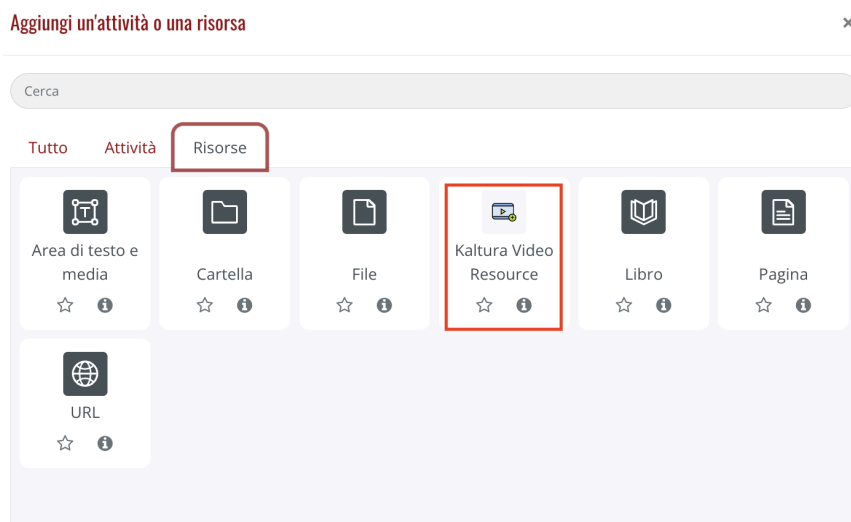 Aggiungi un'attività o una risorsa
Cerca
Tutto Attività Risorse
Area di testo e
media
Cartella
File
Kaltura Video
Resource
Libro
Pagina
URL